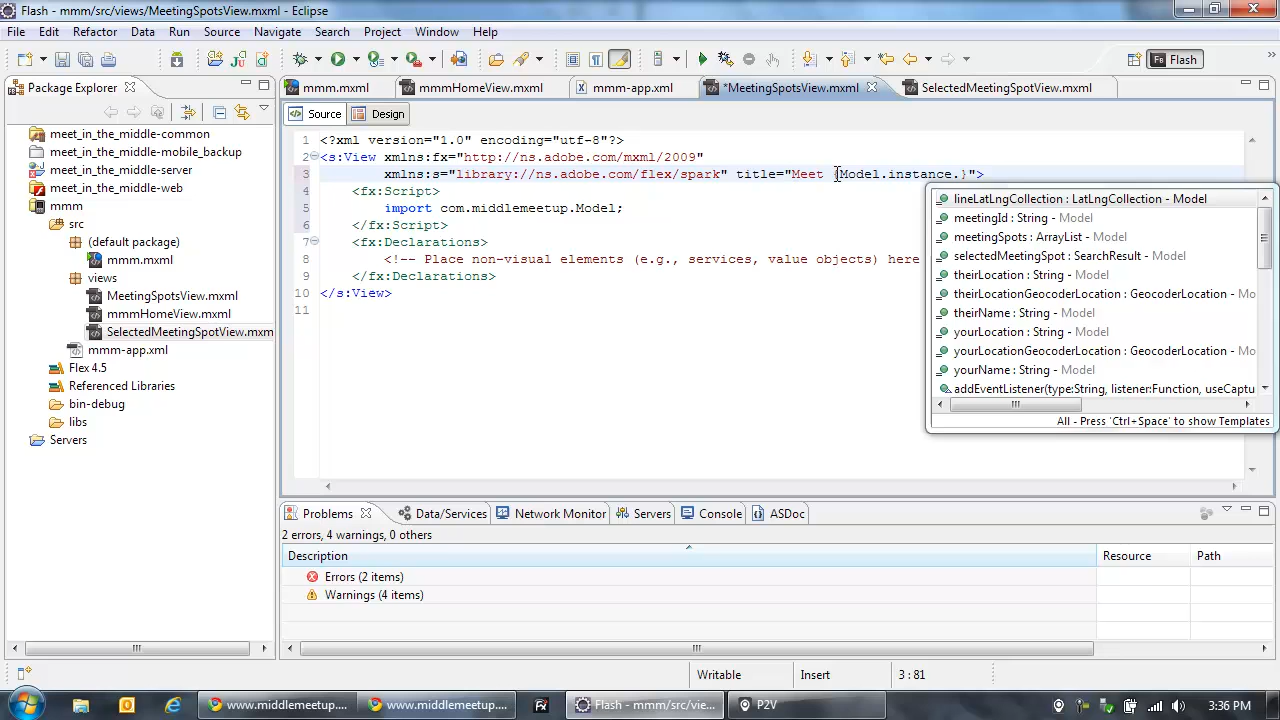 Flash - mmm/src/views/MeetingSpotsView.mxml - Eclipse
File Edit Refactor Data Run Source Navigate Search Project Window Help
Flash
Package Explorer
mmm.mxml mmmHomeView.mxml mmm-app.xml *MeetingSpotsView.mxml SelectedMeetingSpotView.mxml
Source Design
meet_in_the_middle-common
meet_in_the_middle-mobile_backup
meet_in_the_middle-server
meet_in_the_middle-web
mmm
src
(default package)
mmm.mxml
views
MeetingSpotsView.mxml
mmmHomeView.mxml
SelectedMeetingSpotView.mxm
mmm-app.xml
Flex 4.5
Referenced Libraries
bin-debug
libs
Servers
1 <?xml version="1.0" encoding="utf-8"?>
2 <s:View xmlns:fx="http://ns.adobe.com/mxml/2009"
3 xmlns:s="library://ns.adobe.com/flex/spark" title="Meet {Model.instance.}">
4 <fx:Script>
5 import com.middlemeetup.Model;
6 </fx:Script>
7 <fx:Declarations>
8 <!-- Place non-visual elements (e.g., services, value objects) here
9 </fx:Declarations>
10 </s:View>
11
lineLatLngCollection : LatLngCollection - Model
meetingId : String - Model
meetingSpots : ArrayList - Model
selectedMeetingSpot : SearchResult - Model
theirLocation : String - Model
theirLocationGeocoderLocation : GeocoderLocation - Mo
theirName : String - Model
yourLocation : String - Model
yourLocationGeocoderLocation : GeocoderLocation - Mo
yourName : String - Model
addEventListener(type:String, listener:Function, useCaptu
All - Press 'Ctrl+Space' to show Templates
Problems Data/Services Network Monitor Servers Console ASDoc
2 errors, 4 warnings, 0 others
Description Resource Path
Errors (2 items)
Warnings (4 items)
Writable Insert 3 : 81
www.middlemeetup.... www.middlemeetup.... Flash - mmm/src/vie... P2V 3:36 PM